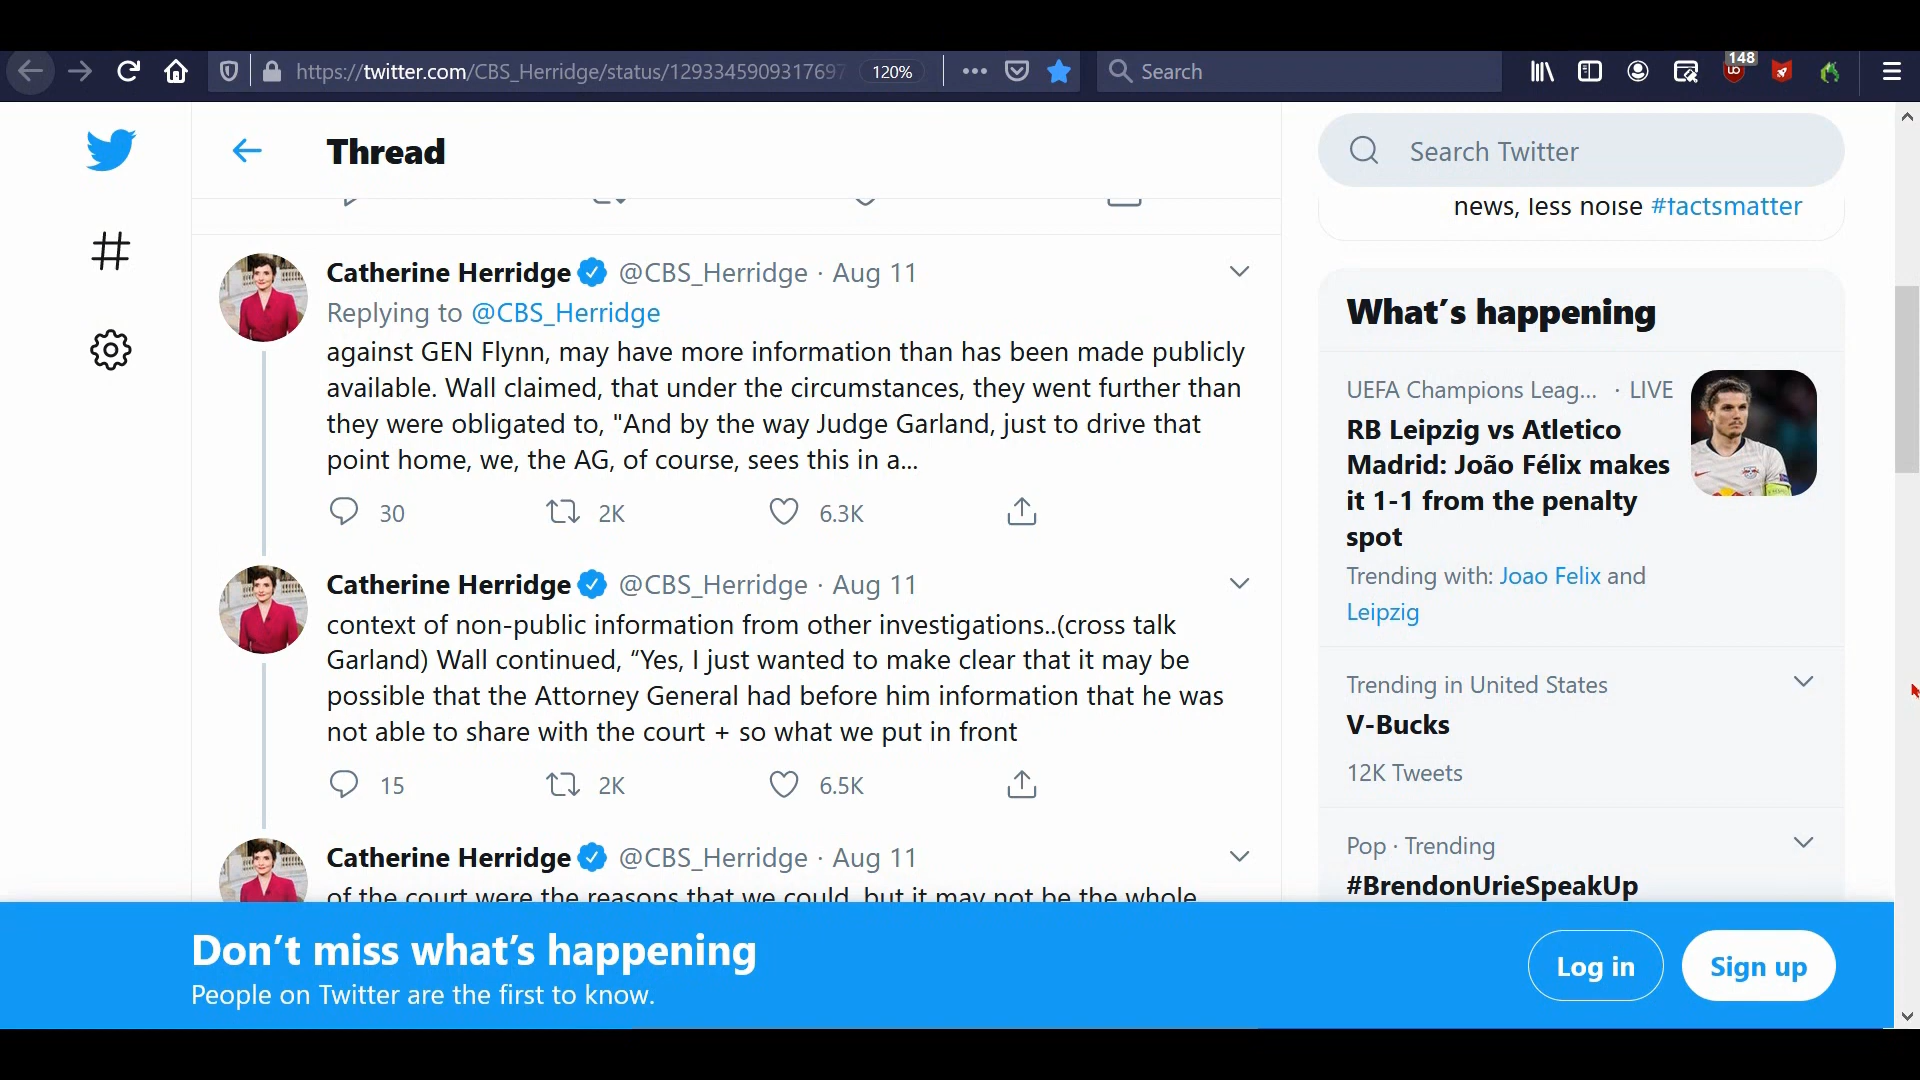 https://twitter.com/CBS_Herridge/status/129334590931769
120%
Search
148
Thread
Search Twitter
news, less noise #factsmatter
Catherine Herridge @CBS_Herridge · Aug 11
Replying to @CBS_Herridge
against GEN Flynn, may have more information than has been made publicly
available. Wall claimed, that under the circumstances, they went further than
they were obligated to, "And by the way Judge Garland, just to drive that
point home, we, the AG, of course, sees this in a...
30 2K 6.3K
Catherine Herridge @CBS_Herridge · Aug 11
context of non-public information from other investigations..(cross talk
Garland) Wall continued, “Yes, I just wanted to make clear that it may be
possible that the Attorney General had before him information that he was
not able to share with the court + so what we put in front
15 2K 6.5K
Catherine Herridge @CBS_Herridge · Aug 11
of the court were the reasons that we could, but it may not be the whole
What’s happening
UEFA Champions Leag... · LIVE
RB Leipzig vs Atletico
Madrid: João Félix makes
it 1-1 from the penalty
spot
Trending with: Joao Felix and
Leipzig
Trending in United States
V-Bucks
12K Tweets
Pop · Trending
#BrendonUrieSpeakUp
Don’t miss what’s happening
People on Twitter are the first to know.
Log in
Sign up